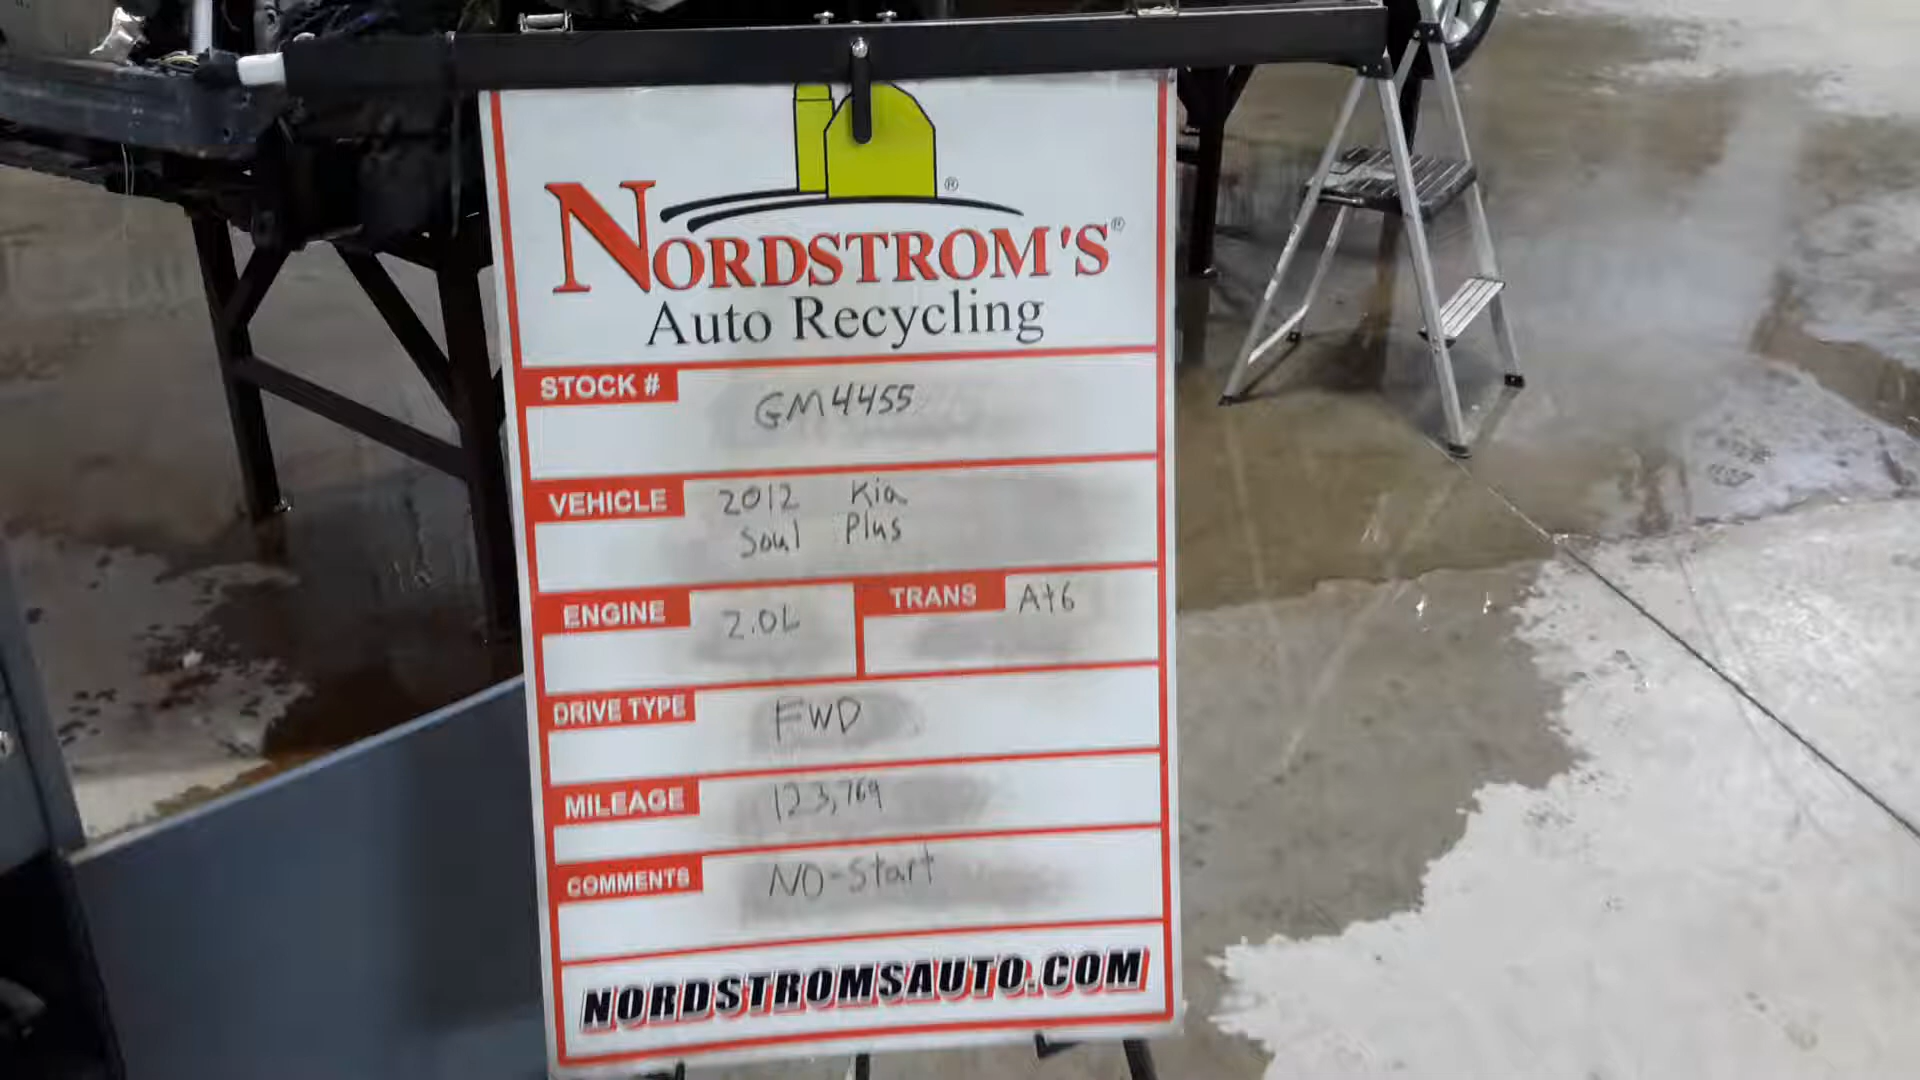 NORDSTROM'S®
Auto Recycling
STOCK # GM4455
VEHICLE 2012 Kia
Soul Plus
ENGINE 2.0L TRANS At6
DRIVE TYPE FWD
MILEAGE 123,769
COMMENTS NO-Start
NORDSTROMSAUTO.COM